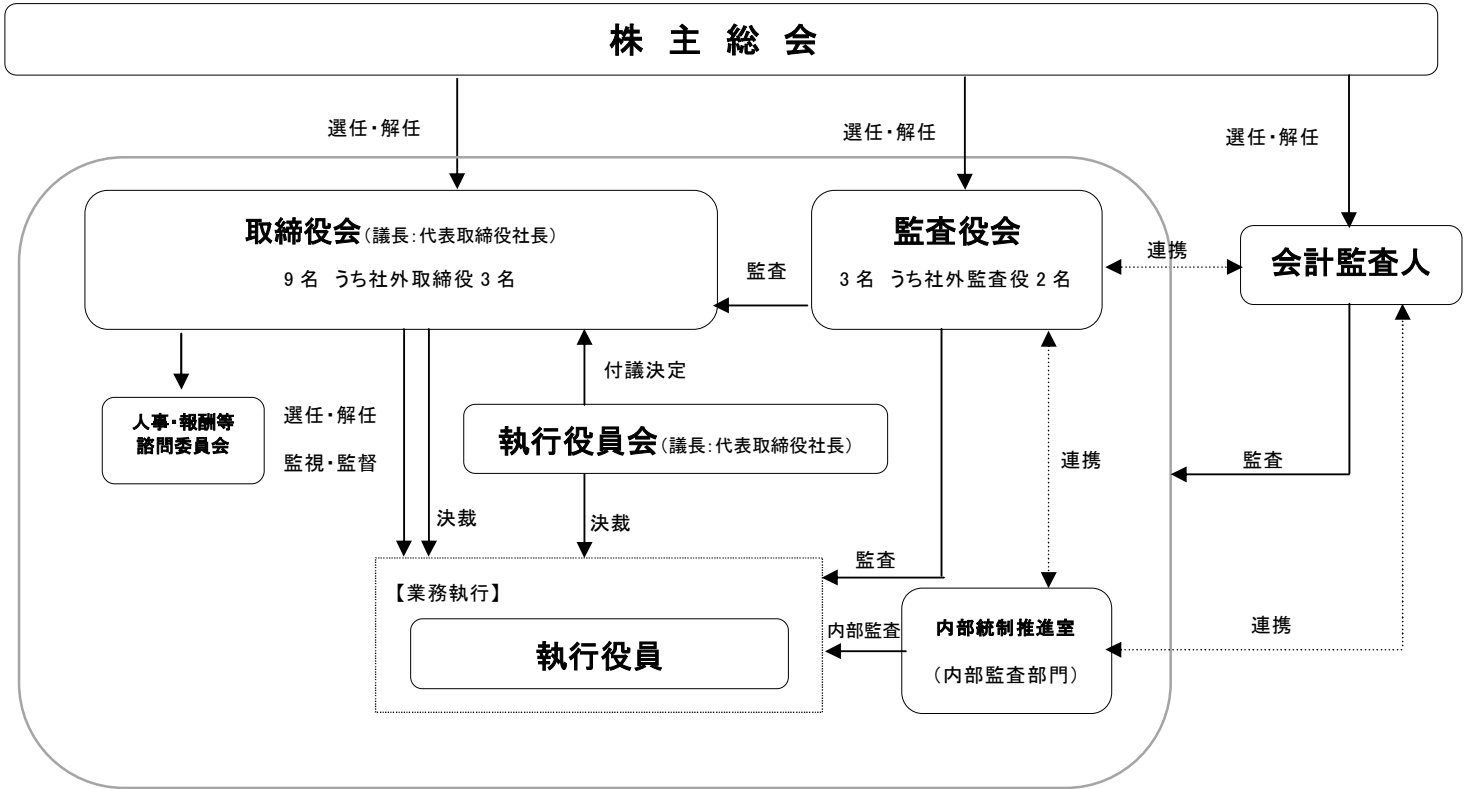 株 主 総 会
選任・解任
選任・解任
選任・解任
取締役会(議長:代表取締役社長)
9 名 うち社外取締役 3 名
監査
監査役会
3 名 うち社外監査役 2 名
連携
会計監査人
付議決定
人事・報酬等
諮問委員会
選任・解任
監視・監督
執行役員会(議長:代表取締役社長)
連携
監査
決裁
決裁
監査
【業務執行】
執行役員
内部監査
内部統制推進室
(内部監査部門)
連携